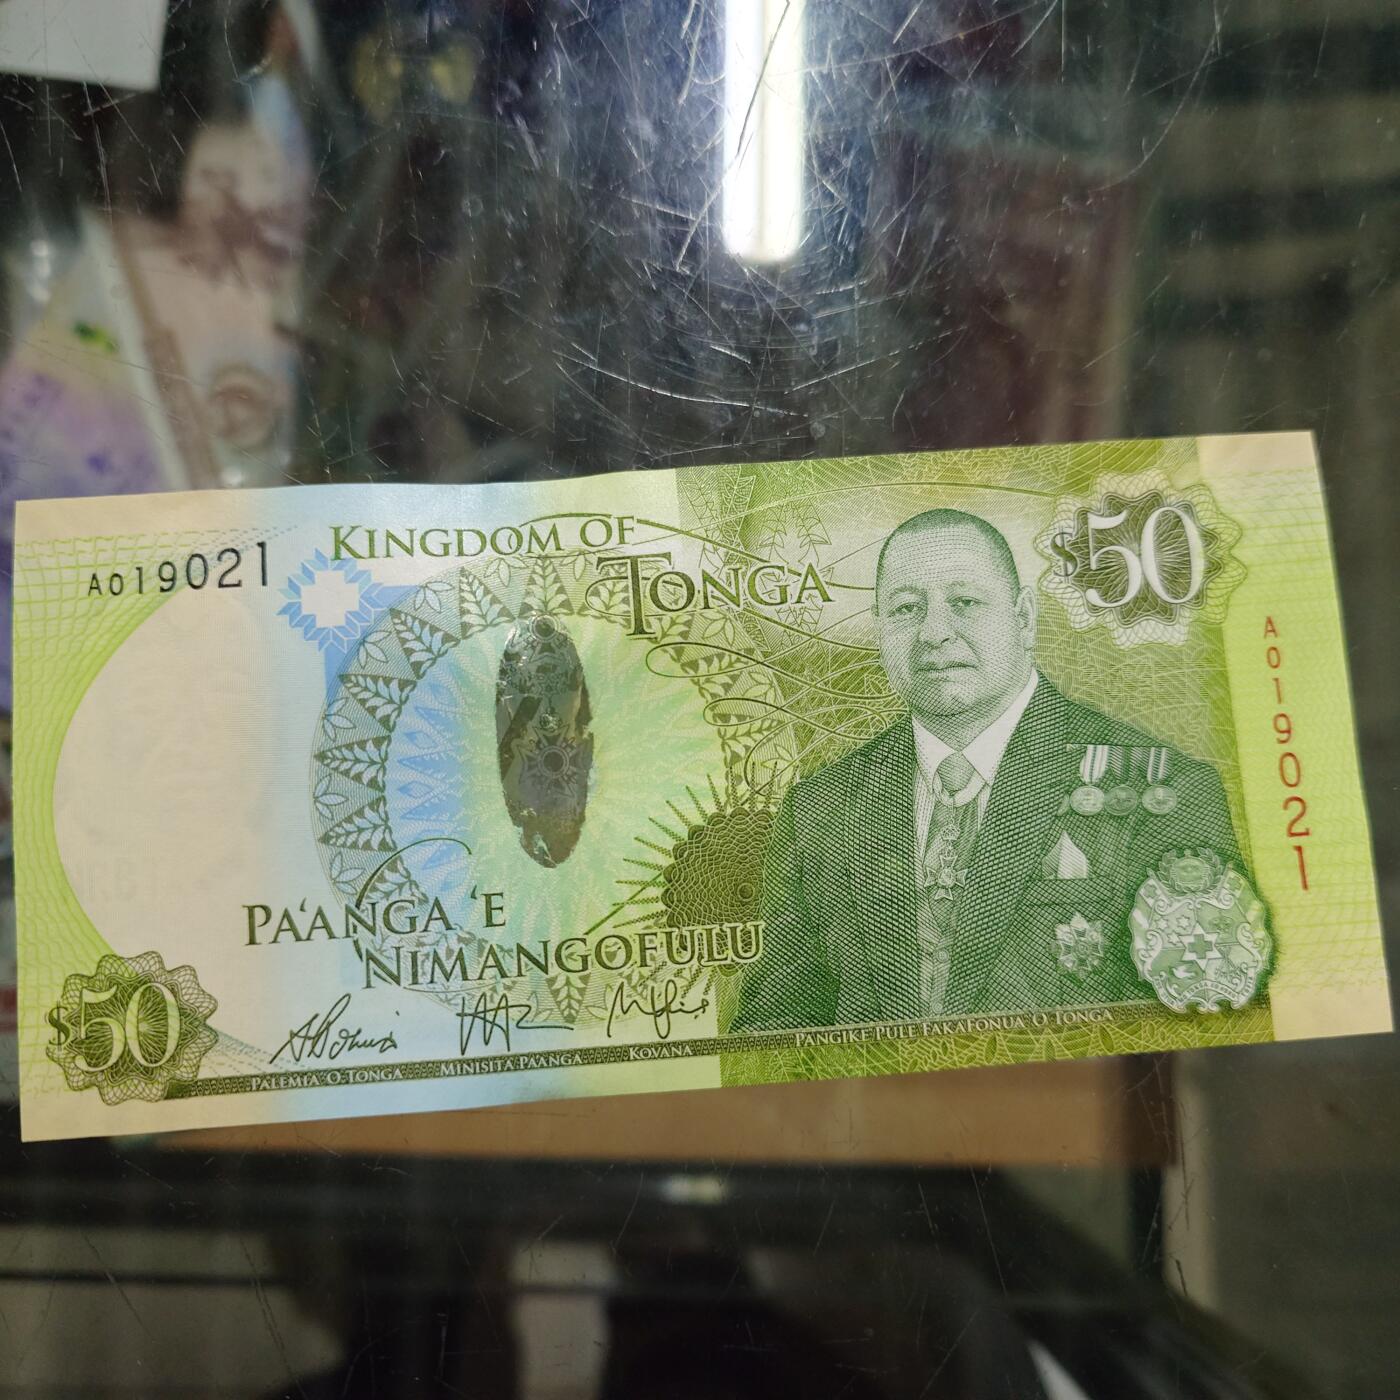 A019021
KINGDOM OF
TONGA
$50
A019021
PA'ANGA 'E
NIMANGOFULU
$50
PALEMIA 'O TONGA
MINISITA PA'ANGA
KOVANA
PANGIKE PULE FAKAFONUA 'O TONGA